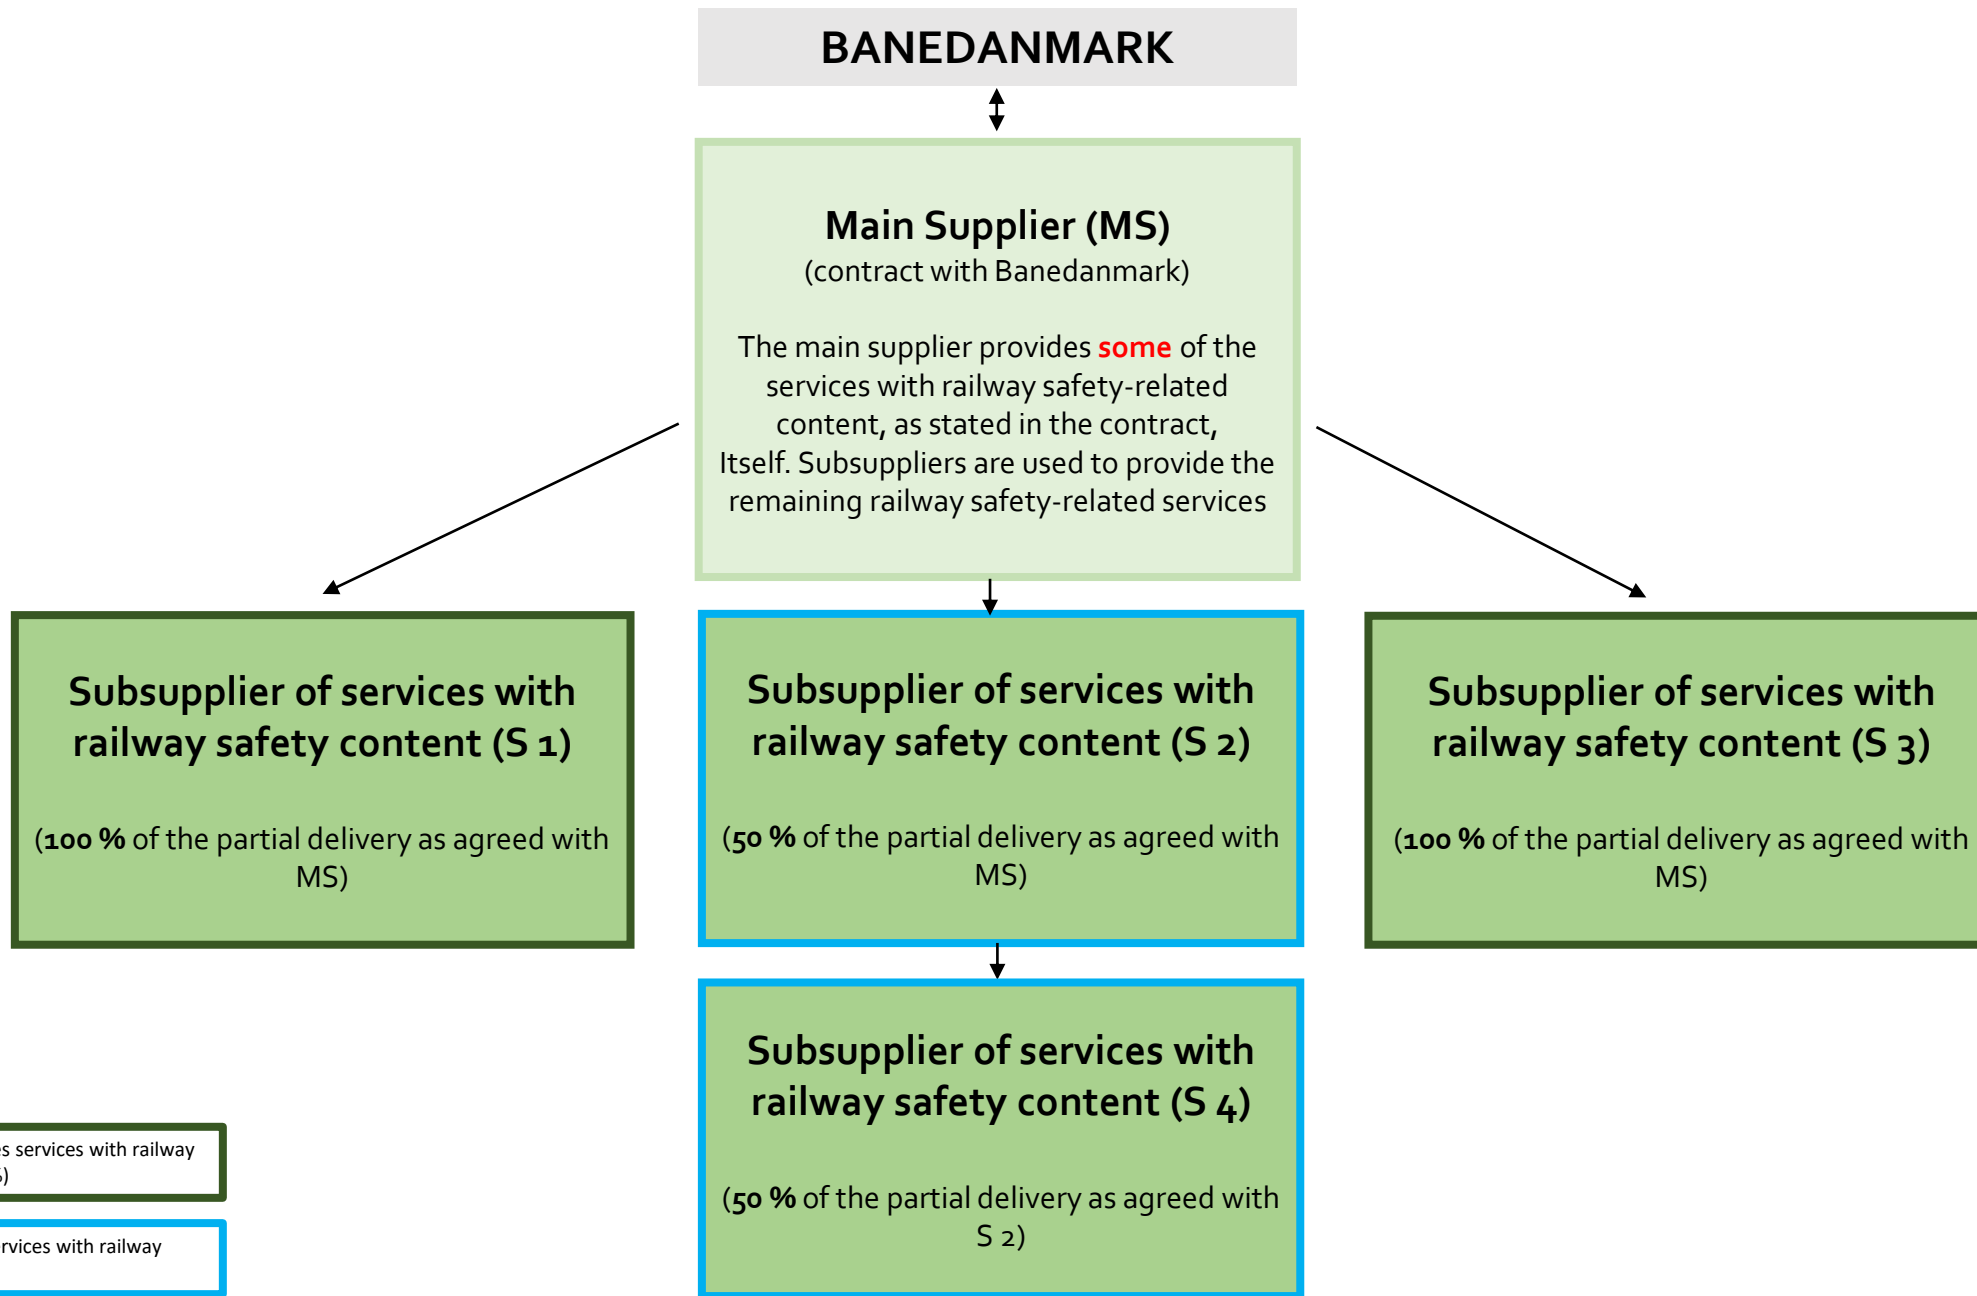 BANEDANMARK
Main Supplier (MS)
(contract with Banedanmark)
The main supplier provides some of the
services with railway safety-related
content, as stated in the contract,
Itself. Subsuppliers are used to provide the
remaining railway safety-related services
Subsupplier of services with
railway safety content (S 1)
(100 % of the partial delivery as agreed with
MS)
Subsupplier of services with
railway safety content (S 2)
(50 % of the partial delivery as agreed with
MS)
Subsupplier of services with
railway safety content (S 3)
(100 % of the partial delivery as agreed with
MS)
Subsupplier of services with
railway safety content (S 4)
(50 % of the partial delivery as agreed with
S 2)
services with railway
with railway